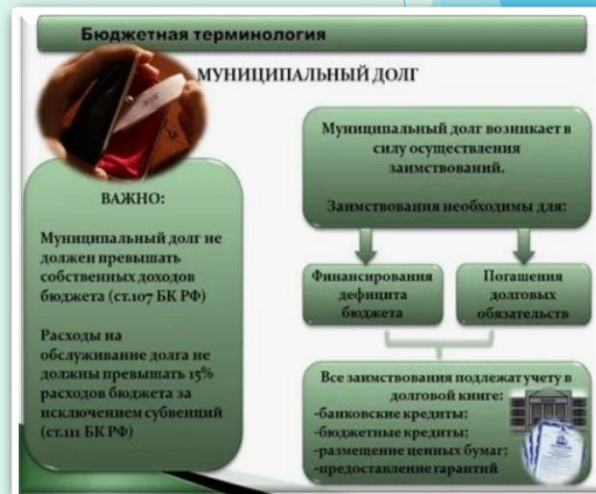 Бюджетная терминология
МУНИЦИПАЛЬНЫЙ ДОЛГ
ВАЖНО:
Муниципальный долг не
должен превышать
собственных доходов
бюджета (ст.107 БК РФ)
Расходы на
обслуживание долга не
должны превышать 15%
расходов бюджета за
исключением субвенций
(ст.111 БК РФ)
Муниципальный долг возникает в
силу осуществления
заимствований.
Заимствования необходимы для:
Финансирования
дефицита
бюджета
Погашения
долговых
обязательств
Все заимствования подлежат учету в
долговой книге:
-банковские кредиты;
-бюджетные кредиты;
-размещение ценных бумаг;
-предоставление гарантий